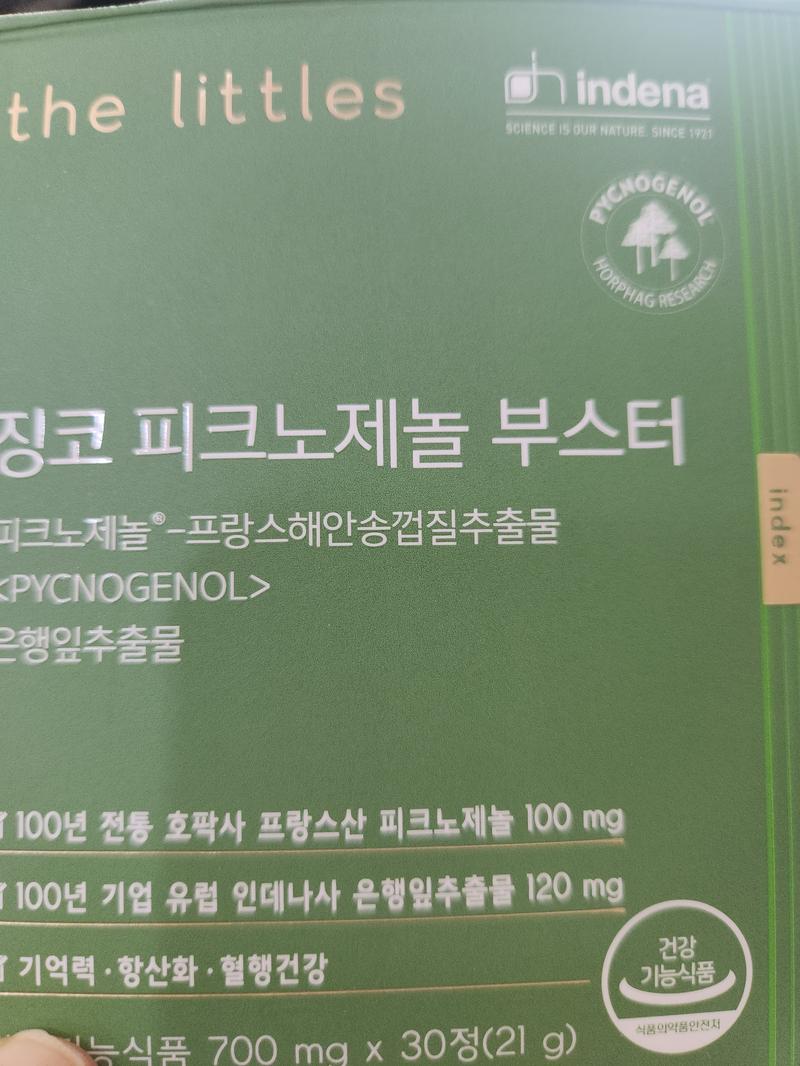 the littles
indena
SCIENCE IS OUR NATURE. SINCE 1921
PYCNOGENOL
HORPHAG RESEARCH
징코 피크노제놀 부스터
피크노제놀®-프랑스해안송껍질추출물
<PYCNOGENOL>
은행잎추출물
index
100년 전통 호팍사 프랑스산 피크노제놀 100 mg
100년 기업 유럽 인데나사 은행잎추출물 120 mg
기억력·항산화·혈행건강
건강
기능식품
식품의약품안전처
700 mg x 30정(21 g)